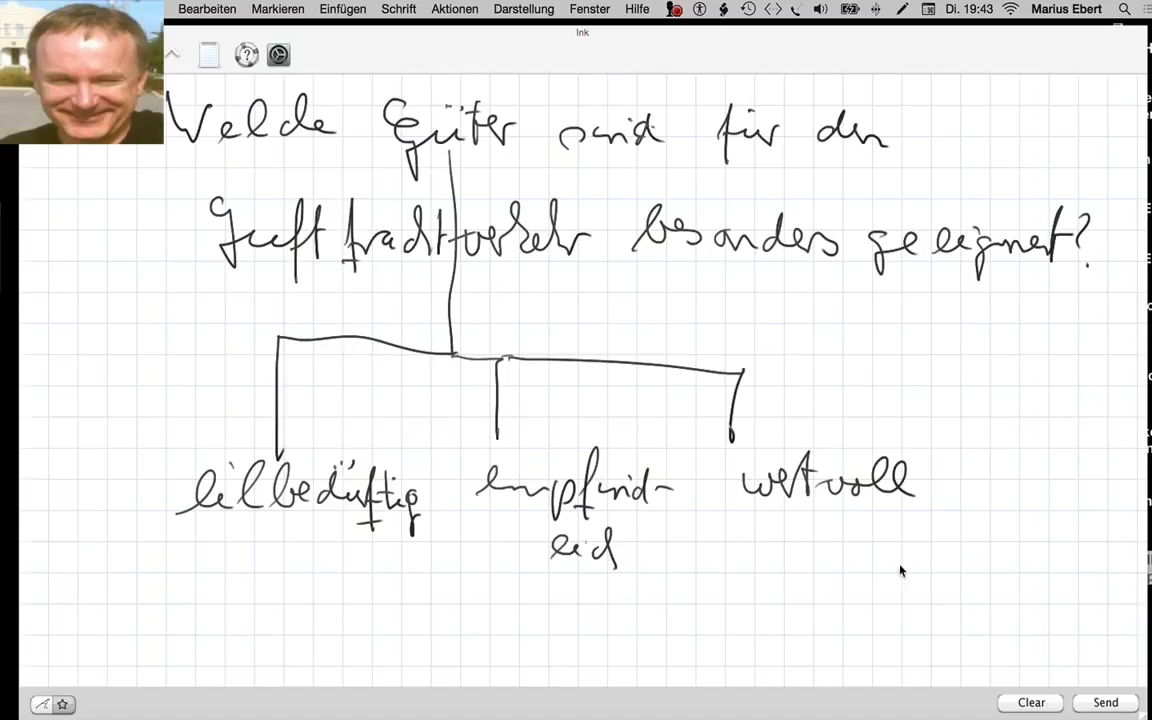 Bearbeiten Markieren Einfügen Schrift Aktionen Darstellung Fenster Hilfe Di. 19:43 Marius Ebert
Ink
Welche Güter sind für den
Luftfrachtverkehr besonders geeignet?
eilbedürftig empfind- wertvoll
lich
Clear Send